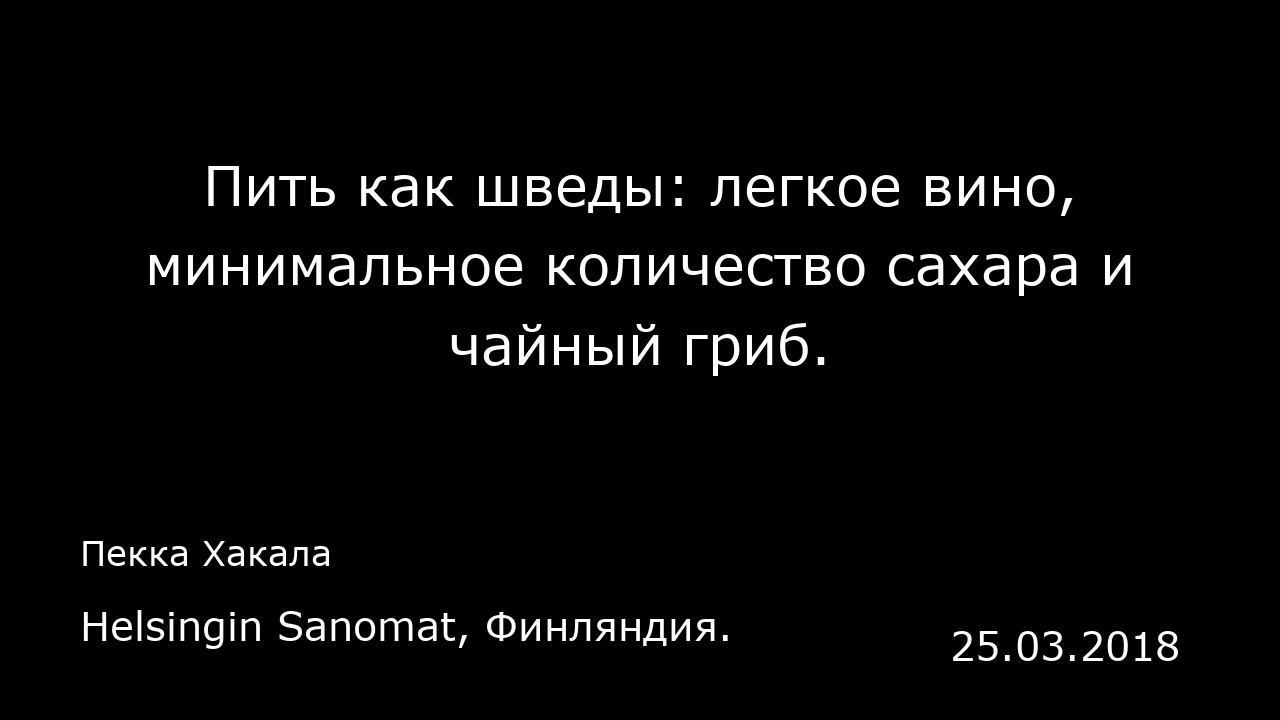 Пить как шведы: легкое вино,
минимальное количество сахара и
чайный гриб.
Пекка Хакала
Helsingin Sanomat, Финляндия.
25.03.2018